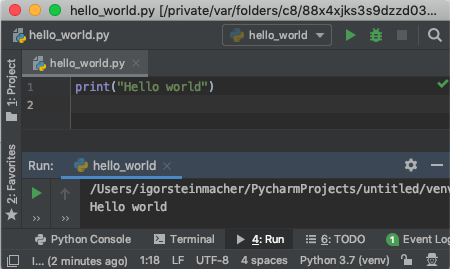 hello_world.py [/private/var/folders/c8/88x4xjks3s9dzzd03...
hello_world.py
hello_world
hello_world.py
1: Project
1 print("Hello world")
2
2: Favorites
Run: hello_world
/Users/igorsteinmacher/PycharmProjects/untitled/venv
Hello world
>> >>
Python Console Terminal 4: Run 6: TODO 1 Event Log
I... (2 minutes ago) 1:18 LF UTF-8 4 spaces Python 3.7 (venv)